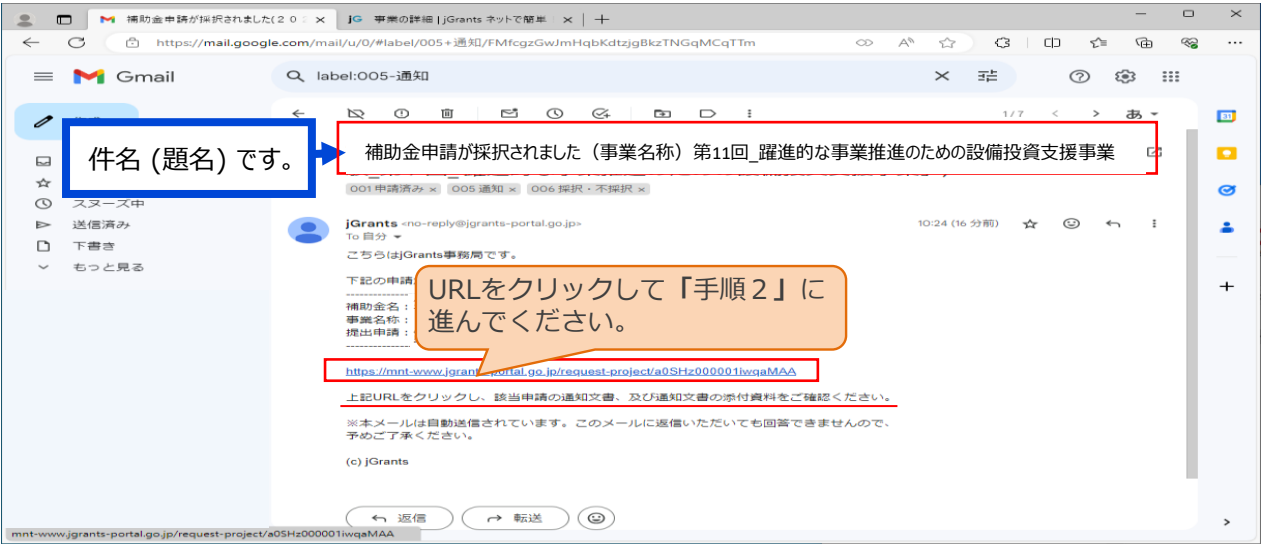 補助金申請が採択されました(20
JG 事業の詳細 | jGrants ネットで簡単
https://mail.google.com/mail/u/0/#label/005+通知/FMfcgzGwJmHqbKdtzjgBkzTNGqMCqTTm
Gmail
label:005-通知
1/7
あ
31
件名 (題名) です。
補助金申請が採択されました（事業名称）第11回_躍進的な事業推進のための設備投資支援事業
001 申請済み × 005 通知 × 006 採択・不採択 ×
スヌーズ中
送信済み
下書き
もっと見る
jGrants <no-reply@jgrants-portal.go.jp>
10:24 (16 分前)
To 自分
こちらはjGrants事務局です。
下記の申請
--------------
補助金名：
事業名称：
提出申請：
--------------
URLをクリックして「手順２」に
進んでください。
https://mnt-www.jgrants-portal.go.jp/request-project/a0SHz000001iwqaMAA
上記URLをクリックし、該当申請の通知文書、及び通知文書の添付資料をご確認ください。
※本メールは自動送信されています。このメールに返信いただいても回答できませんので、
予めご了承ください。
(c) jGrants
返信
転送
mnt-www.jgrants-portal.go.jp/request-project/a0SHz000001iwqaMAA